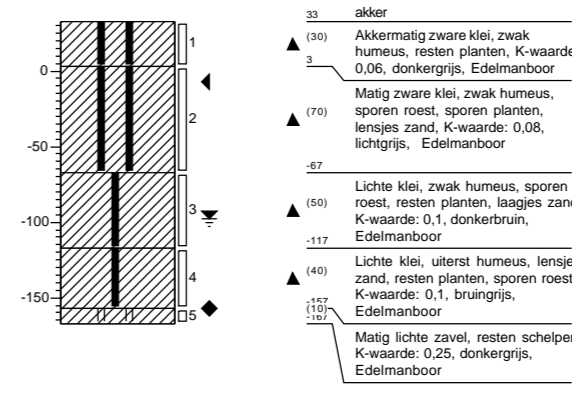 33 akker
(30) Akkermatig zware klei, zwak
humeus, resten planten, K-waarde
3 0,06, donkergrijs, Edelmanboor
Matig zware klei, zwak humeus,
(70) sporen roest, sporen planten,
lensjes zand, K-waarde: 0,08,
lichtgrijs, Edelmanboor
-67
Lichte klei, zwak humeus, sporen
(50) roest, resten planten, laagjes zand
K-waarde: 0,1, donkerbruin,
-117 Edelmanboor
Lichte klei, uiterst humeus, lensje
(40) zand, resten planten, sporen roest
K-waarde: 0,1, bruingrijs,
-157
(10) Edelmanboor
-167
Matig lichte zavel, resten schelpen
K-waarde: 0,25, donkergrijs,
Edelmanboor
0
-50
-100
-150
1
2
3
4
5